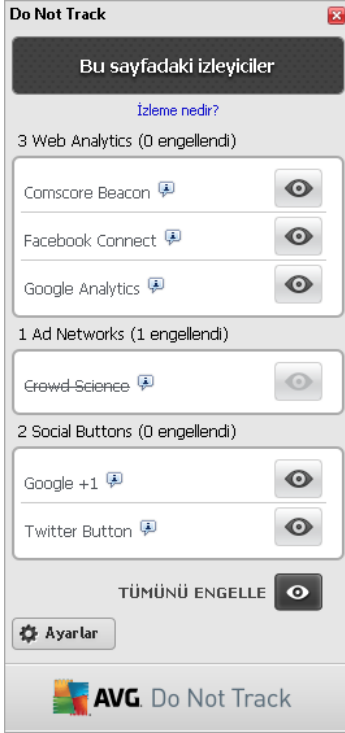 Do Not Track
Bu sayfadaki izleyiciler
İzleme nedir?
3 Web Analytics (0 engellendi)
Comscore Beacon
Facebook Connect
Google Analytics
1 Ad Networks (1 engellendi)
Crowd Science
2 Social Buttons (0 engellendi)
Google +1
Twitter Button
TÜMÜNÜ ENGELLE
Ayarlar
AVG. Do Not Track